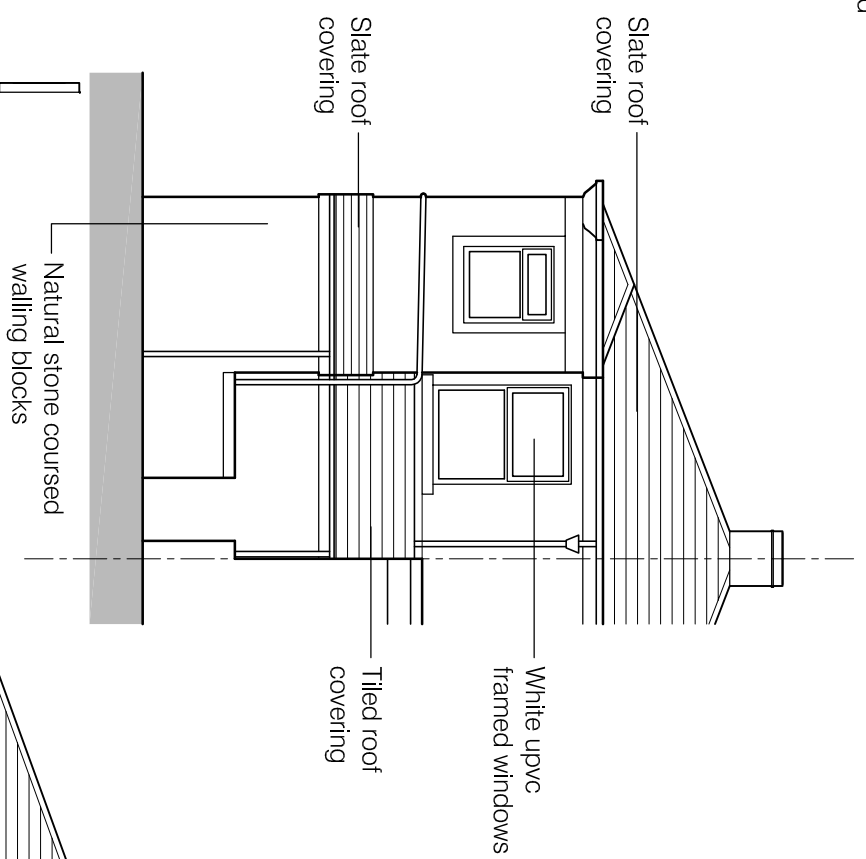 Slate roof
covering
White upvc
framed windows
Slate roof
covering
Tiled roof
covering
Natural stone coursed
walling blocks